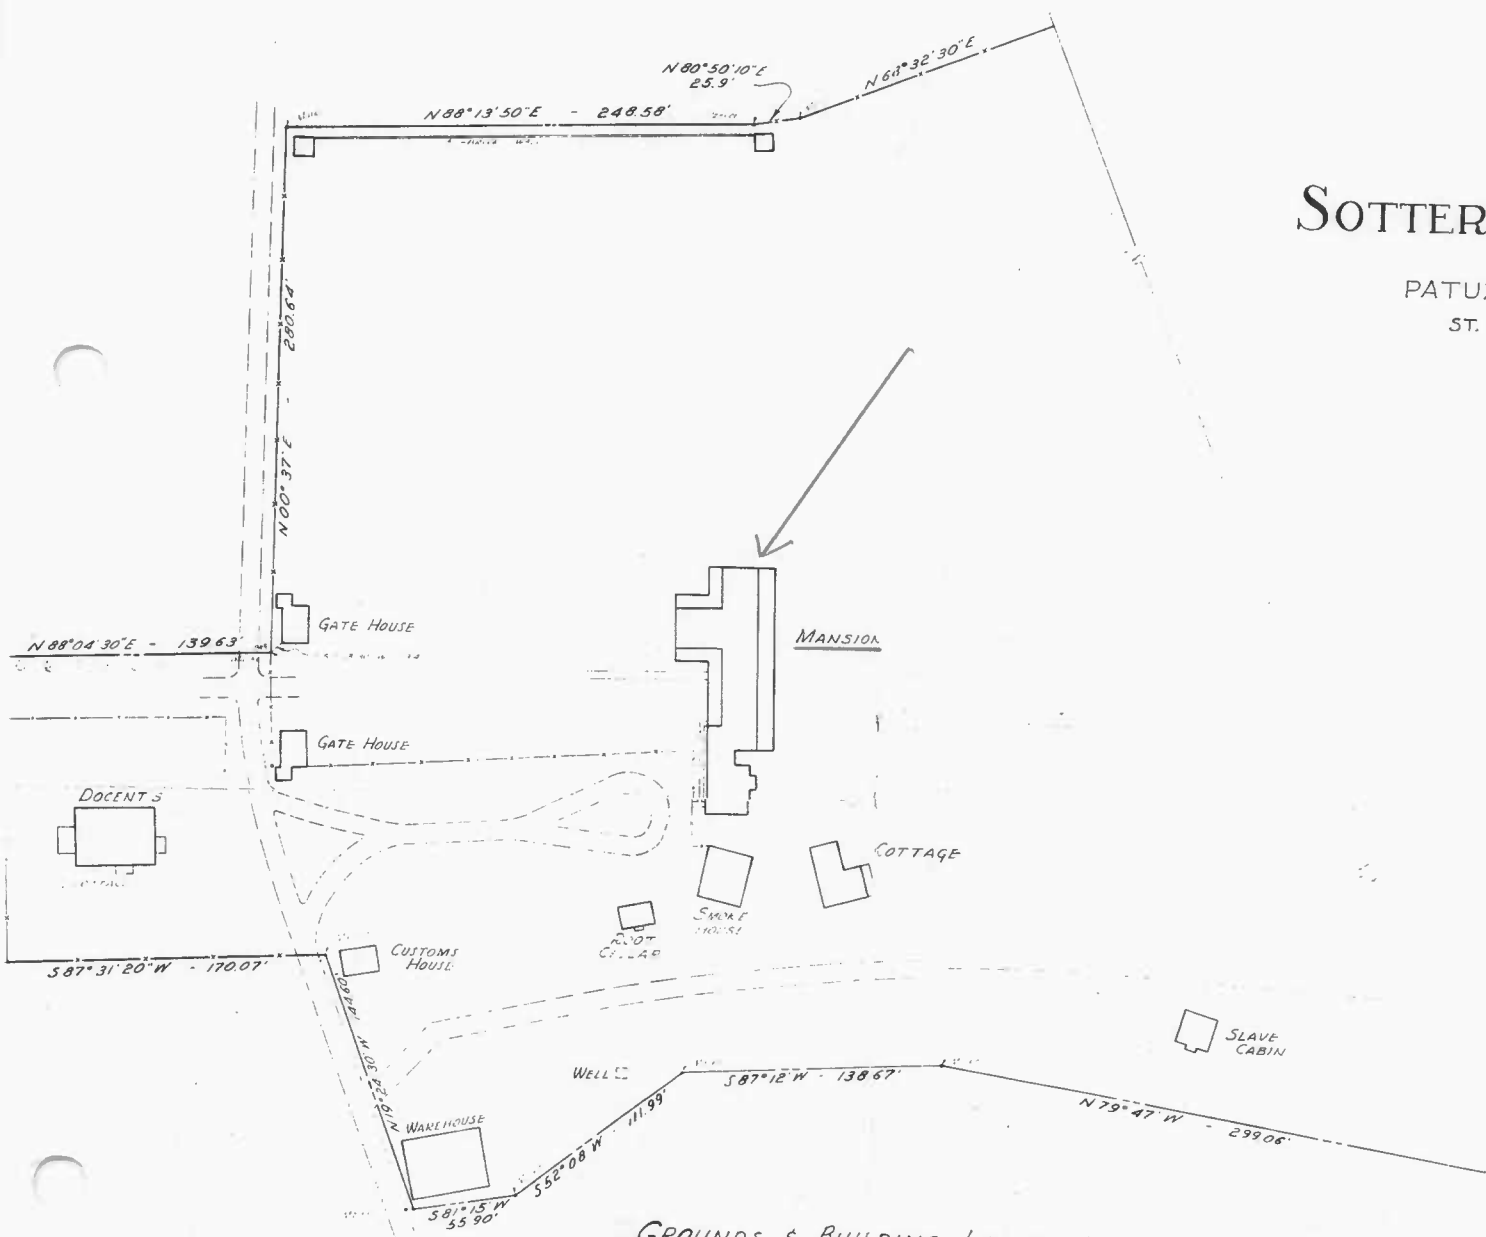 N 80° 50' 10" E
25.9'
N 68° 32' 30" E
N 88° 13' 50" E - 248.58'
SOTTER
PATU
ST.
N 00° 37' E - 280.64'
GATE HOUSE
MANSION
N 88° 04' 30" E - 139.63'
GATE HOUSE
DOCENTS
COTTAGE
SMOKE
HOUSE
ROOT
CELLAR
CUSTOMS
HOUSE
S 87° 31' 20" W - 170.07'
N 19° 24' 30" W 144.60'
SLAVE
CABIN
WELL
S 87° 12' W - 138.67'
N 79° 47' W - 299.06'
WAREHOUSE
S 52° 08' W - 111.99'
S 81° 15' W
55.90'
GROUNDS & BUILDING